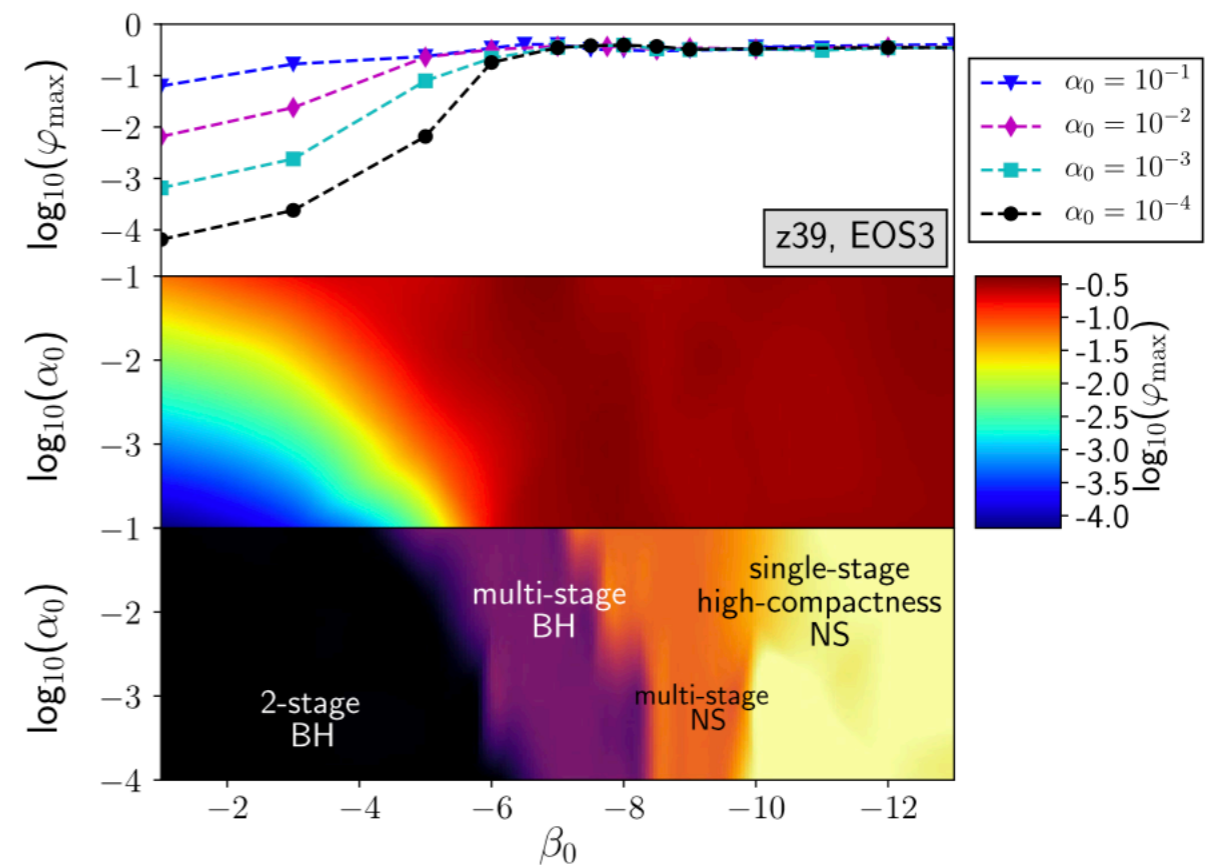 0
−1
−2
−3
−4
log₁₀(φmax)
z39, EOS3
α₀ = 10⁻¹
α₀ = 10⁻²
α₀ = 10⁻³
α₀ = 10⁻⁴
−1
−2
−3
log₁₀(α₀)
-0.5
-1.0
-1.5
-2.0
-2.5
-3.0
-3.5
-4.0
log₁₀(φmax)
−1
−2
−3
−4
log₁₀(α₀)
2-stage
BH
multi-stage
BH
multi-stage
NS
single-stage
high-compactness
NS
−2
−4
−6
−8
−10
−12
β₀